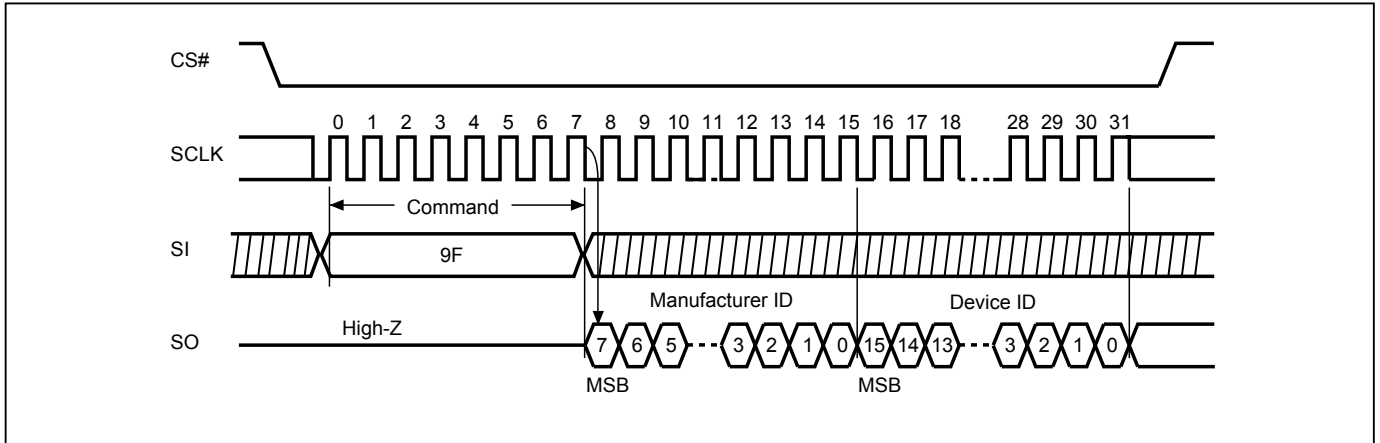 CS#
0 1 2 3 4 5 6 7 8 9 10 11 12 13 14 15 16 17 18 28 29 30 31
SCLK
Command
SI
9F
Manufacturer ID
Device ID
High-Z
SO
7 6 5 3 2 1 0 15 14 13 3 2 1 0
MSB MSB